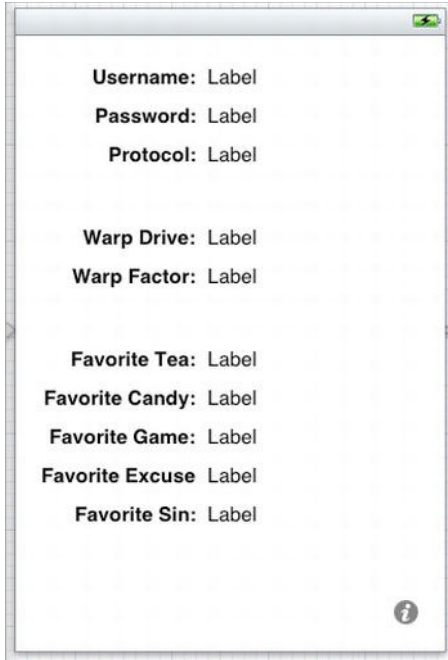 Username: Label
Password: Label
Protocol: Label
Warp Drive: Label
Warp Factor: Label
Favorite Tea: Label
Favorite Candy: Label
Favorite Game: Label
Favorite Excuse Label
Favorite Sin: Label